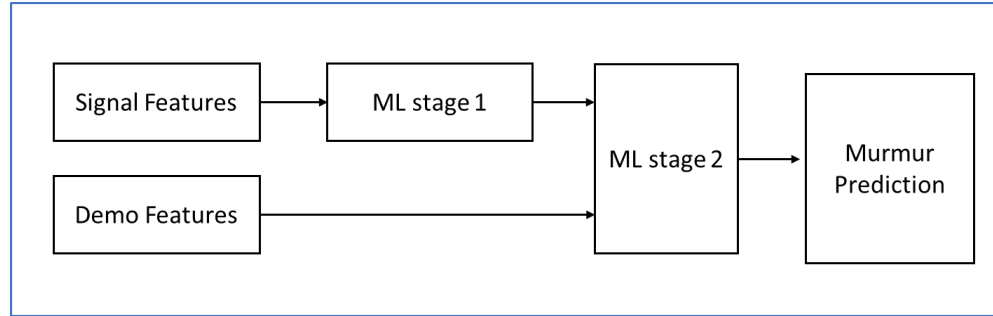 Signal Features
ML stage 1
Demo Features
ML stage 2
Murmur
Prediction